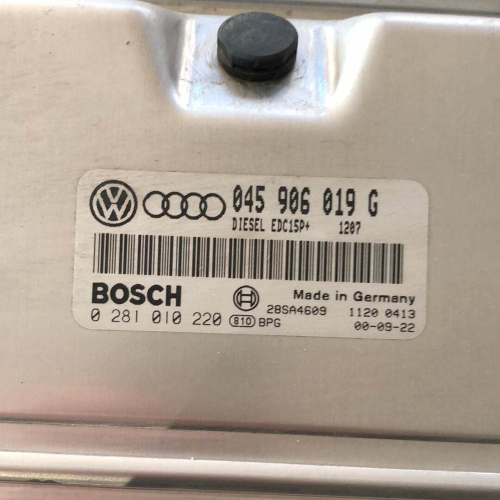 045 906 019 G
DIESEL EDC15P+ 1207
BOSCH
Made in Germany
28SA4609 1120 0413
0 281 010 220 810 BPG 00-09-22